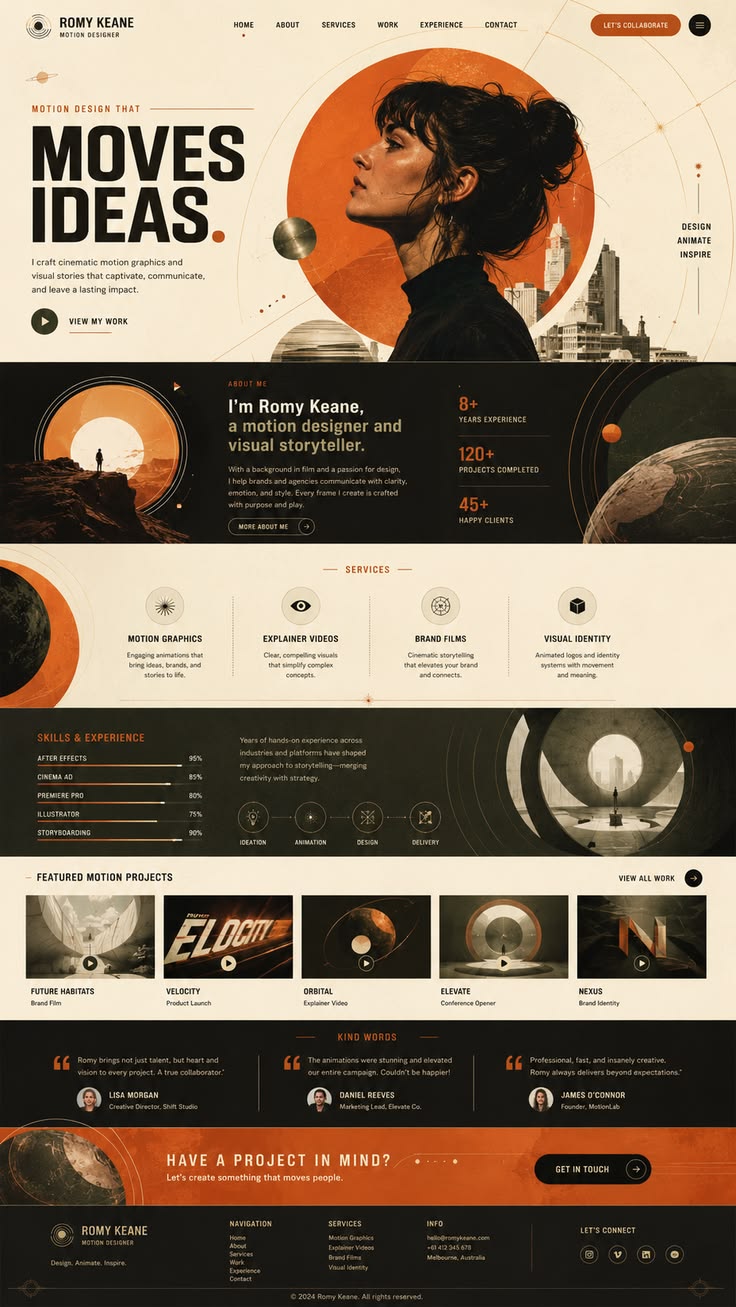 ROMY KEANE
MOTION DESIGNER
HOME
ABOUT
SERVICES
WORK
EXPERIENCE
CONTACT
LET'S COLLABORATE
MOTION DESIGN THAT
MOVES
IDEAS.
I craft cinematic motion graphics and
visual stories that captivate, communicate,
and leave a lasting impact.
VIEW MY WORK
DESIGN
ANIMATE
INSPIRE
ABOUT ME
I'm Romy Keane,
a motion designer and
visual storyteller.
With a background in film and a passion for design,
I help brands and agencies communicate with clarity,
emotion, and style. Every frame I create is crafted
with purpose and play.
MORE ABOUT ME
8+
YEARS EXPERIENCE
120+
PROJECTS COMPLETED
45+
HAPPY CLIENTS
SERVICES
MOTION GRAPHICS
Engaging animations that
bring ideas, brands, and
stories to life.
EXPLAINER VIDEOS
Clear, compelling visuals
that simplify complex
concepts.
BRAND FILMS
Cinematic storytelling
that elevates your brand
and connects.
VISUAL IDENTITY
Animated logos and identity
systems with movement
and meaning.
SKILLS & EXPERIENCE
AFTER EFFECTS 95%
CINEMA AD 85%
PREMIERE PRO 80%
ILLUSTRATOR 75%
STORYBOARDING 90%
Years of hands-on experience across
industries and platforms have shaped
my approach to storytelling—merging
creativity with strategy.
IDEATION
ANIMATION
DESIGN
DELIVERY
FEATURED MOTION PROJECTS
VIEW ALL WORK
ELOCITY
N
FUTURE HABITATS
Brand Film
VELOCITY
Product Launch
ORBITAL
Explainer Video
ELEVATE
Conference Opener
NEXUS
Brand Identity
KIND WORDS
“ Romy brings not just talent, but heart and
vision to every project. A true collaborator.”
LISA MORGAN
Creative Director, Shift Studio
“ The animations were stunning and elevated
our entire campaign. Couldn't be happier!
DANIEL REEVES
Marketing Lead, Elevate Co.
“ Professional, fast, and insanely creative.
Romy always delivers beyond expectations.”
JAMES O'CONNOR
Founder, MotionLab
HAVE A PROJECT IN MIND?
Let's create something that moves people.
GET IN TOUCH
ROMY KEANE
MOTION DESIGNER
Design. Animate. Inspire.
NAVIGATION
Home
About
Services
Work
Experience
Contact
SERVICES
Motion Graphics
Explainer Videos
Brand Films
Visual Identity
INFO
hello@romykeane.com
+61 412 345 678
Melbourne, Australia
LET'S CONNECT
© 2024 Romy Keane. All rights reserved.